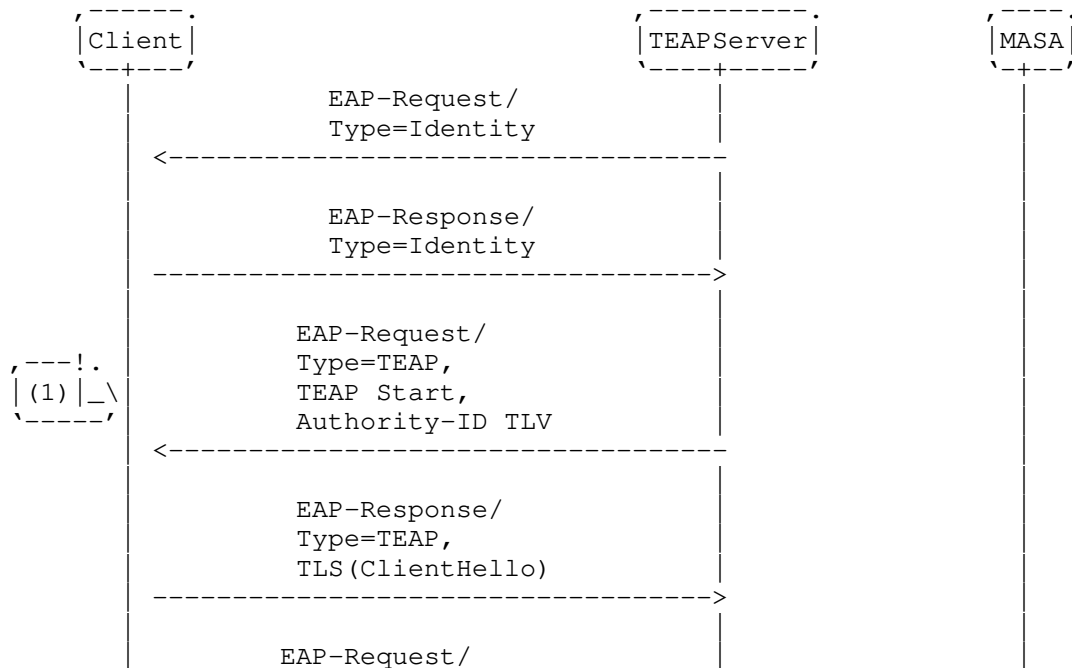 Client TEAPServer MASA
EAP-Request/
Type=Identity
EAP-Response/
Type=Identity
EAP-Request/
Type=TEAP,
(1) TEAP Start,
Authority-ID TLV
EAP-Response/
Type=TEAP,
TLS(ClientHello)
EAP-Request/